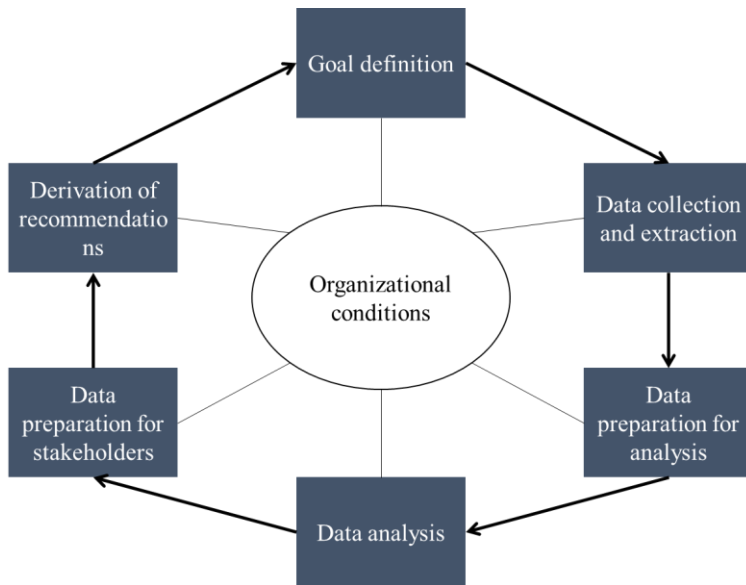 Goal definition
Data collection
and extraction
Data
preparation for
analysis
Data analysis
Data
preparation for
stakeholders
Derivation of
recommendatio
ns
Organizational
conditions